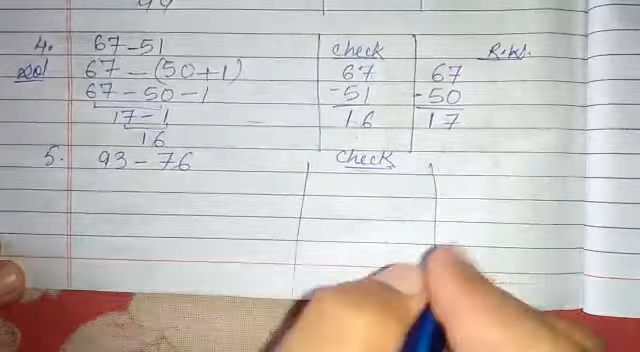 4. 67-51 Check R.W.
Sol 67 - (50+1) 67 67
67 - 50 - 1 -51 -50
17 - 1 16 17
16
5. 93 - 76 Check